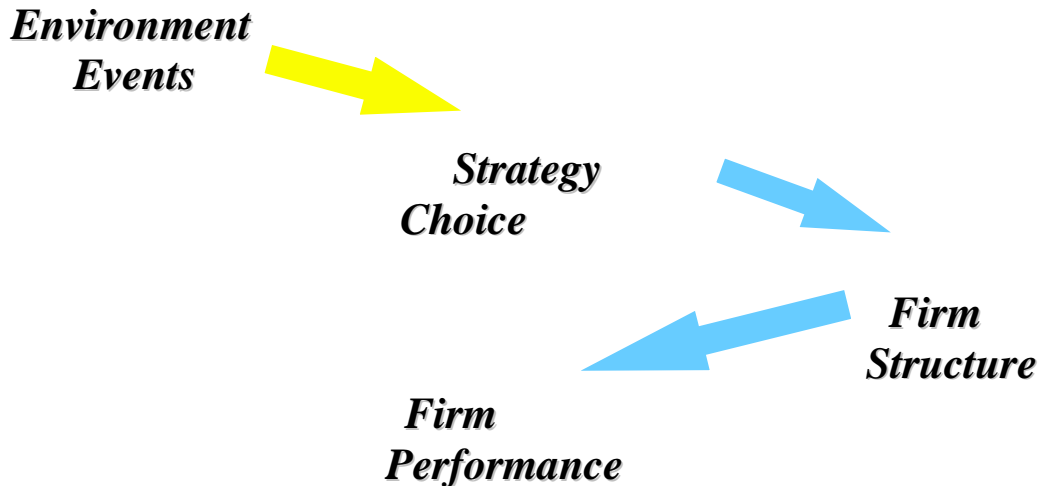 Environment
Events
Strategy
Choice
Firm
Structure
Firm
Performance